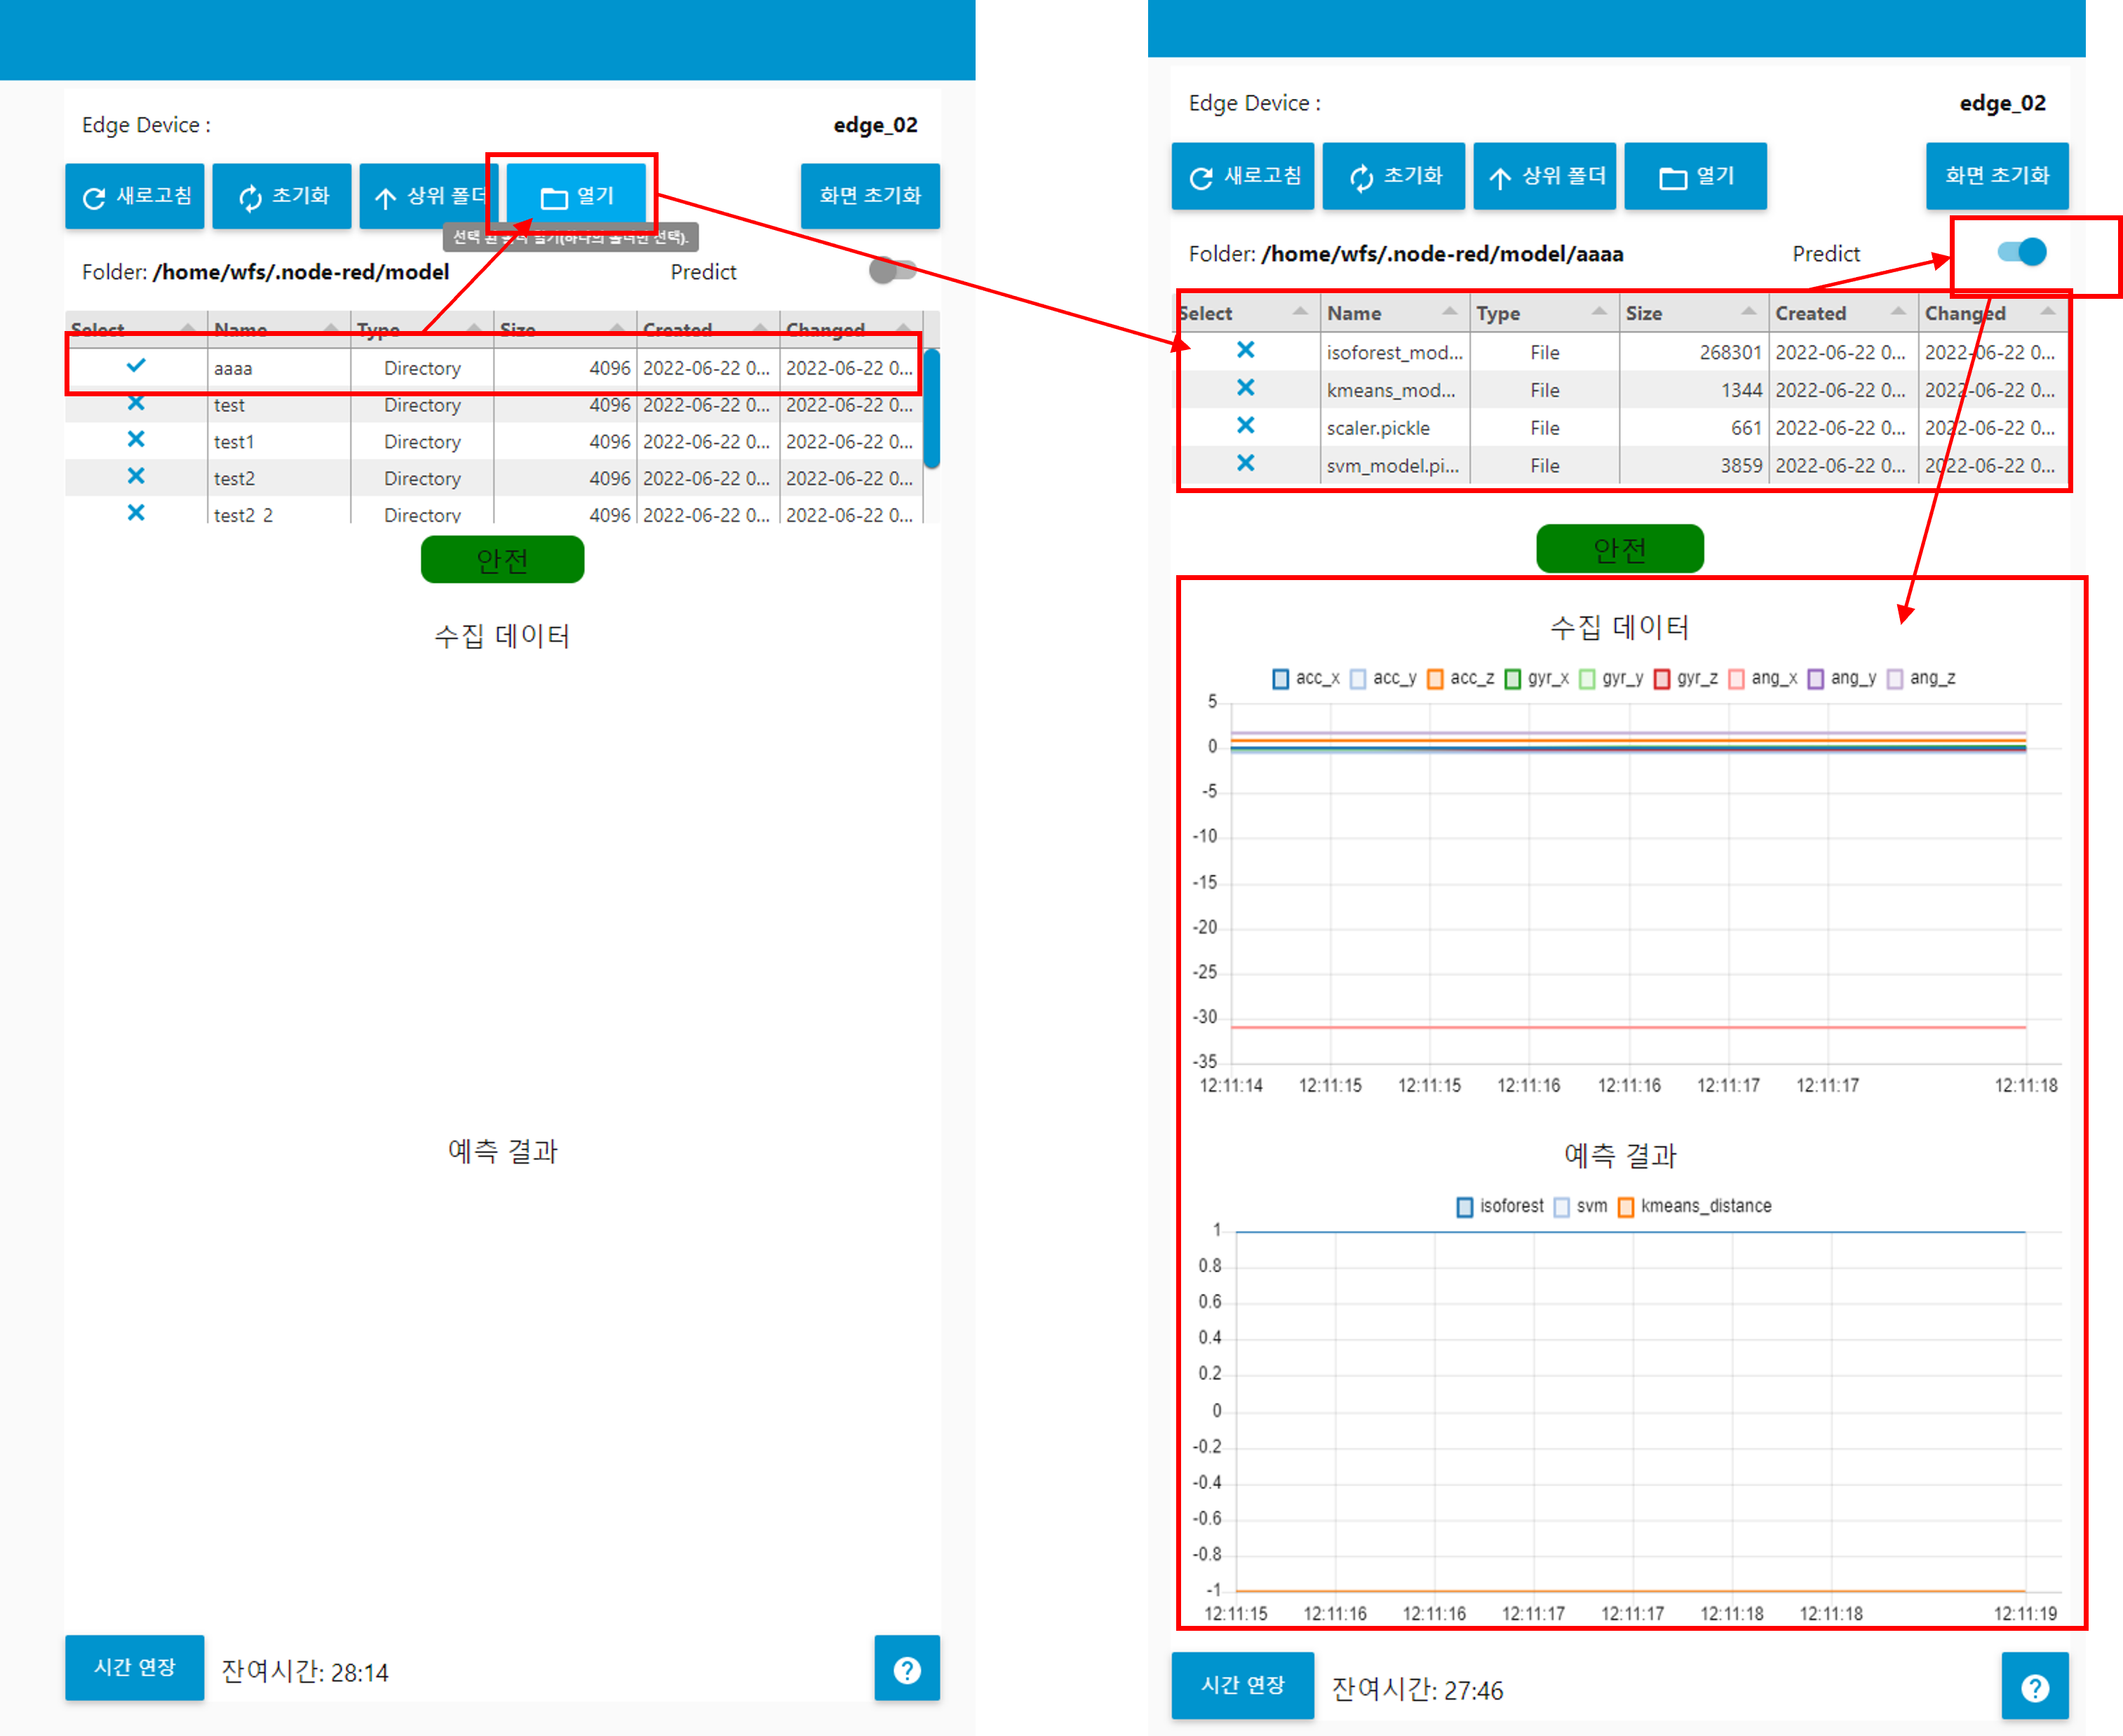 Edge Device :
edge_02
새로고침
초기화
상위 폴더
열기
화면 초기화
Folder: /home/wfs/.node-red/model
Predict
Select Name Type Size Created Changed
aaaa Directory 4096 2022-06-22 0... 2022-06-22 0...
test Directory 4096 2022-06-22 0... 2022-06-22 0...
test1 Directory 4096 2022-06-22 0... 2022-06-22 0...
test2 Directory 4096 2022-06-22 0... 2022-06-22 0...
test2_2 Directory 4096 2022-06-22 0... 2022-06-22 0...
안전
수집 데이터
예측 결과
시간 연장
잔여시간: 28:14
?
Edge Device :
edge_02
새로고침
초기화
상위 폴더
열기
화면 초기화
Folder: /home/wfs/.node-red/model/aaaa
Predict
Select Name Type Size Created Changed
isoforest_mod... File 268301 2022-06-22 0... 2022-06-22 0...
kmeans_mod... File 1344 2022-06-22 0... 2022-06-22 0...
scaler.pickle File 661 2022-06-22 0... 2022-06-22 0...
svm_model.pi... File 3859 2022-06-22 0... 2022-06-22 0...
안전
수집 데이터
acc_x acc_y acc_z gyr_x gyr_y gyr_z ang_x ang_y ang_z
5
0
-5
-10
-15
-20
-25
-30
-35
12:11:14 12:11:15 12:11:15 12:11:16 12:11:16 12:11:17 12:11:17 12:11:18
예측 결과
isoforest svm kmeans_distance
1
0.8
0.6
0.4
0.2
0
-0.2
-0.4
-0.6
-0.8
-1
12:11:15 12:11:16 12:11:16 12:11:17 12:11:17 12:11:18 12:11:18 12:11:19
시간 연장
잔여시간: 27:46
?